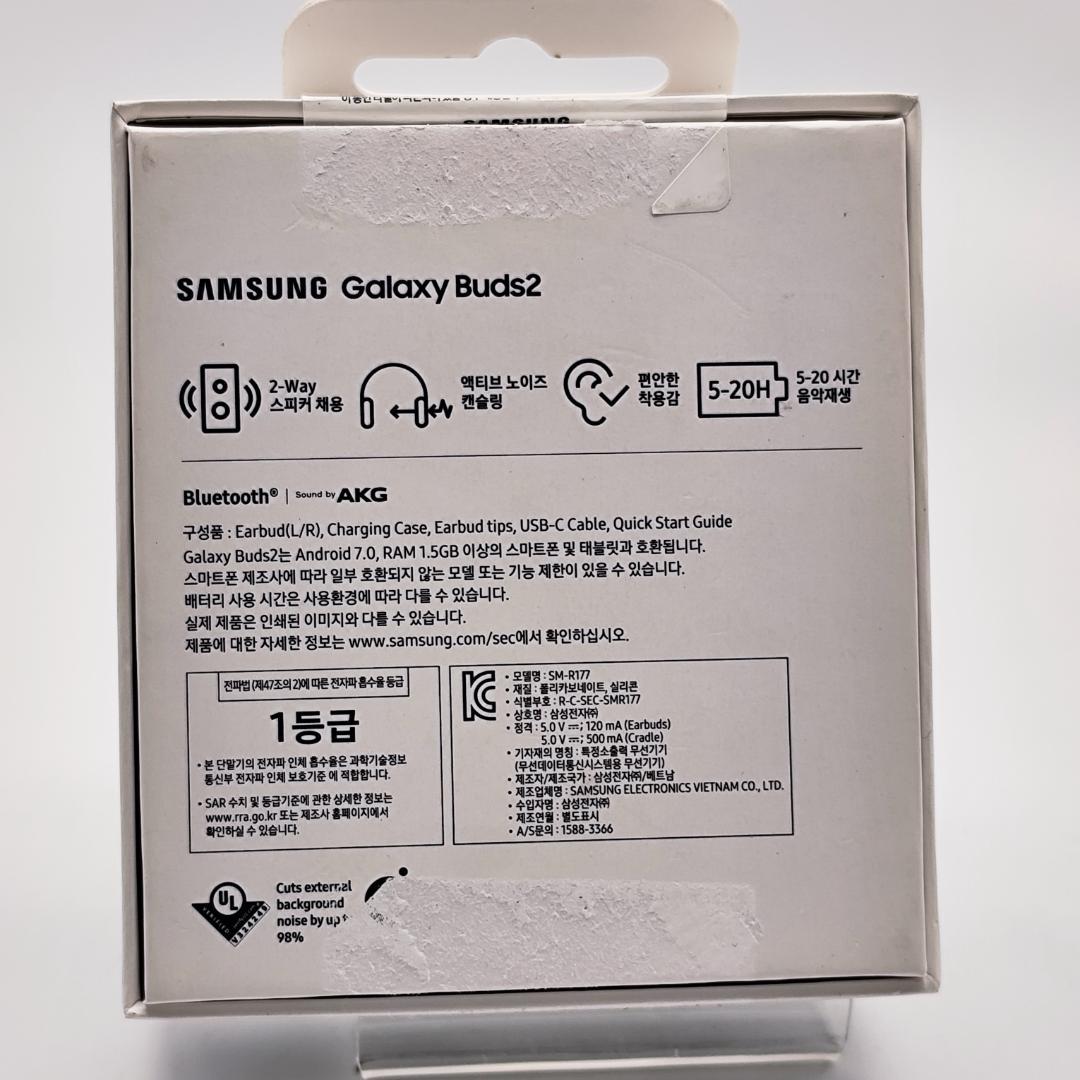 SAMSUNG
SAMSUNG Galaxy Buds2
2-Way
스피커 채용
액티브 노이즈
캔슬링
편안한
착용감
5-20H
5-20 시간
음악재생
Bluetooth® | Sound by AKG
구성품 : Earbud(L/R), Charging Case, Earbud tips, USB-C Cable, Quick Start Guide
Galaxy Buds2는 Android 7.0, RAM 1.5GB 이상의 스마트폰 및 태블릿과 호환됩니다.
스마트폰 제조사에 따라 일부 호환되지 않는 모델 또는 기능 제한이 있을 수 있습니다.
배터리 사용 시간은 사용환경에 따라 다를 수 있습니다.
실제 제품은 인쇄된 이미지와 다를 수 있습니다.
제품에 대한 자세한 정보는 www.samsung.com/sec에서 확인하십시오.
전파법 (제47조의 2)에 따른 전자파 흡수율 등급
1등급
• 본 단말기의 전자파 인체 흡수율은 과학기술정보
통신부 전자파 인체 보호기준 에 적합합니다.
• SAR 수치 및 등급기준에 관한 상세한 정보는
www.rra.go.kr 또는 제조사 홈페이지에서
확인하실 수 있습니다.
• 모델명 : SM-R177
• 재질 : 폴리카보네이트, 실리콘
• 식별부호 : R-C-SEC-SMR177
• 상호명 : 삼성전자㈜
• 정격 : 5.0 V ⎓; 120 mA (Earbuds)
5.0 V ⎓; 500 mA (Cradle)
• 기자재의 명칭 : 특정소출력 무선기기
(무선데이터통신시스템용 무선기기)
• 제조자/제조국가 : 삼성전자㈜/베트남
• 제조업체명 : SAMSUNG ELECTRONICS VIETNAM CO., LTD.
• 수입자명 : 삼성전자㈜
• 제조연월 : 별도표시
• A/S문의 : 1588-3366
UL
VERIFIED
V324249
Cuts external
background
noise by up
98%